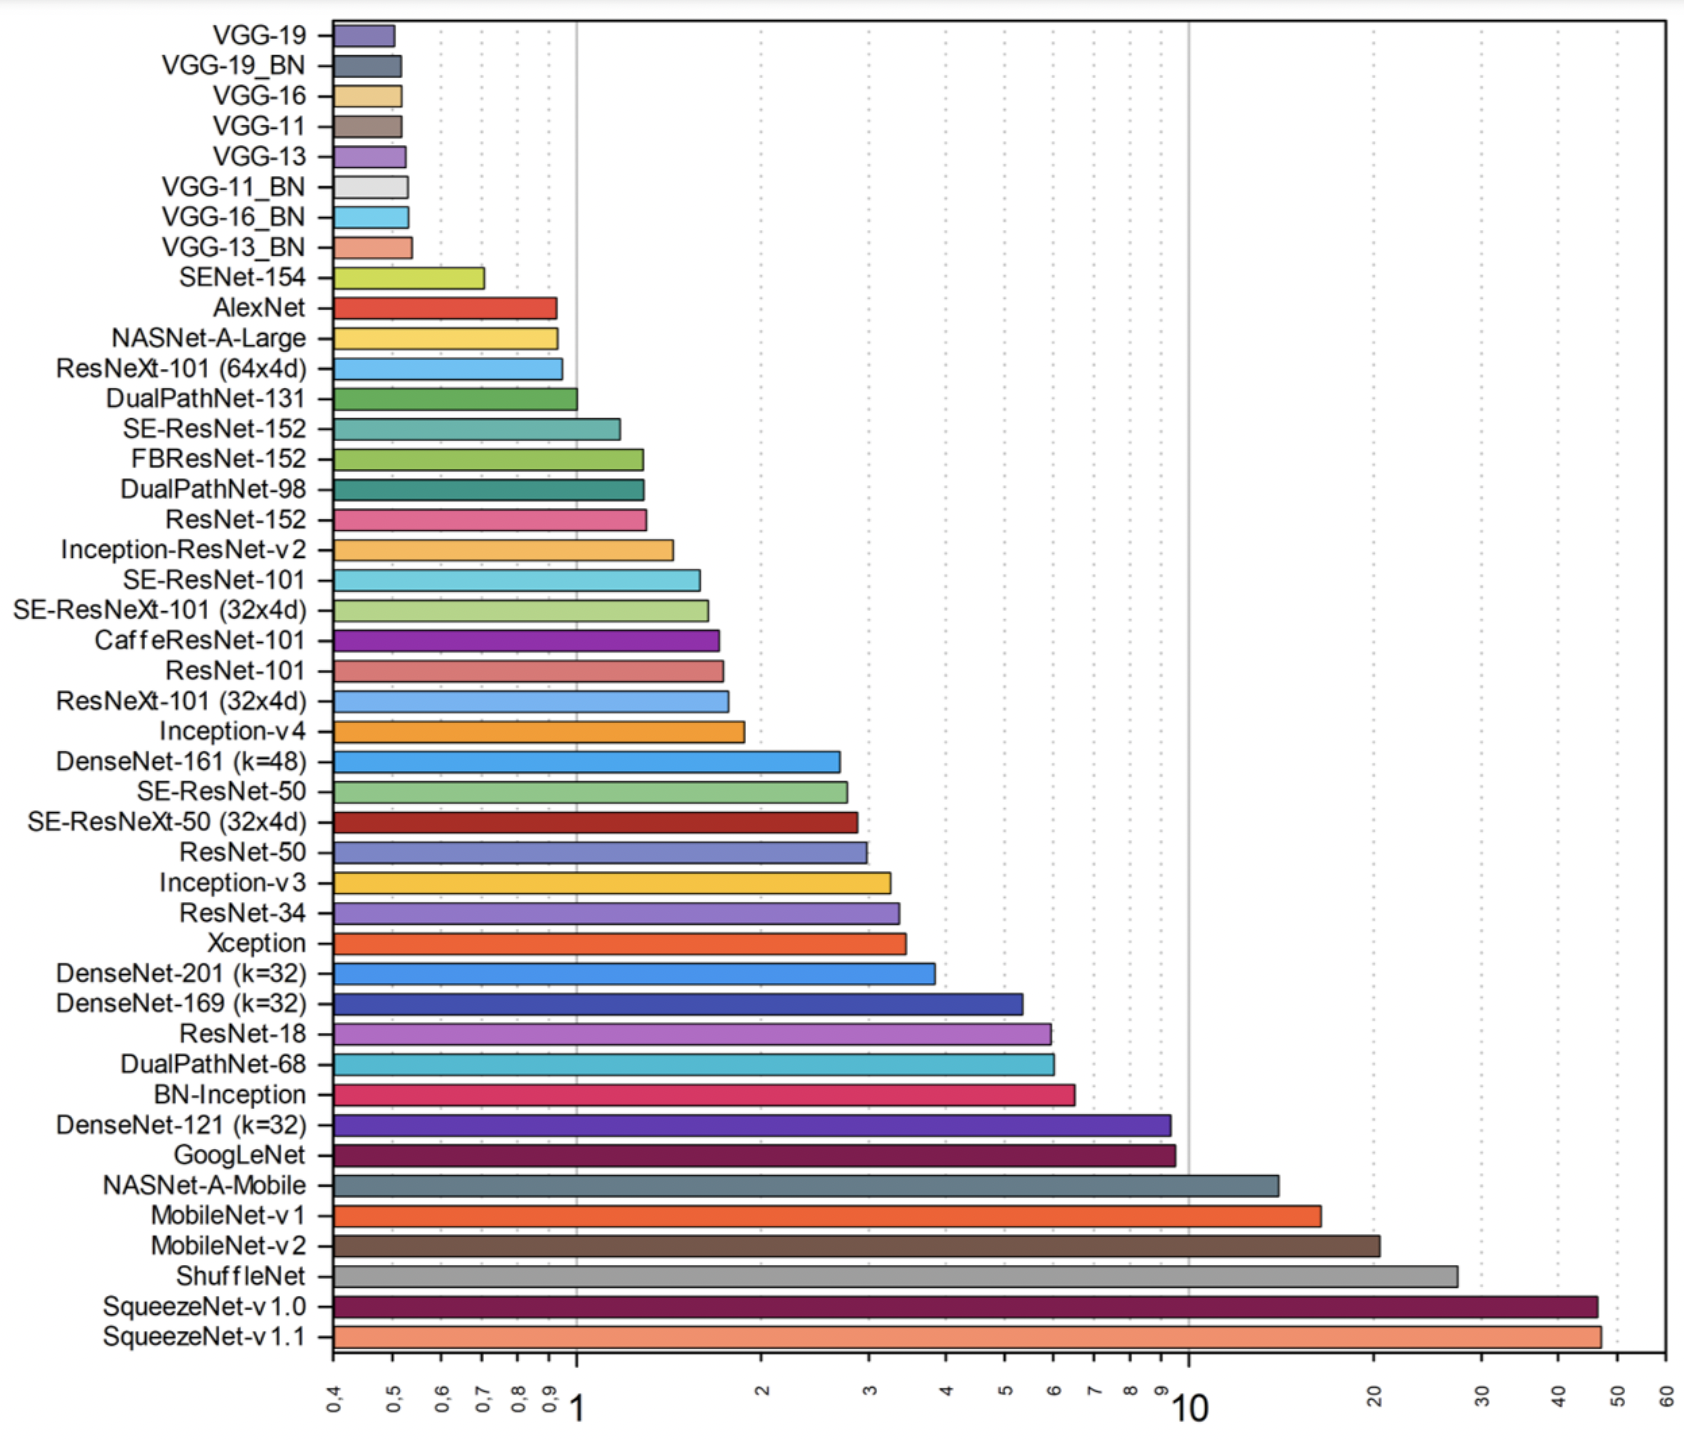 VGG-19
VGG-19_BN
VGG-16
VGG-11
VGG-13
VGG-11_BN
VGG-16_BN
VGG-13_BN
SENet-154
AlexNet
NASNet-A-Large
ResNeXt-101 (64x4d)
DualPathNet-131
SE-ResNet-152
FBResNet-152
DualPathNet-98
ResNet-152
Inception-ResNet-v2
SE-ResNet-101
SE-ResNeXt-101 (32x4d)
CaffeResNet-101
ResNet-101
ResNeXt-101 (32x4d)
Inception-v4
DenseNet-161 (k=48)
SE-ResNet-50
SE-ResNeXt-50 (32x4d)
ResNet-50
Inception-v3
ResNet-34
Xception
DenseNet-201 (k=32)
DenseNet-169 (k=32)
ResNet-18
DualPathNet-68
BN-Inception
DenseNet-121 (k=32)
GoogLeNet
NASNet-A-Mobile
MobileNet-v1
MobileNet-v2
ShuffleNet
SqueezeNet-v1.0
SqueezeNet-v1.1
0,4 0,5 0,6 0,7 0,8 0,9 1 2 3 4 5 6 7 8 9 10 20 30 40 50 60